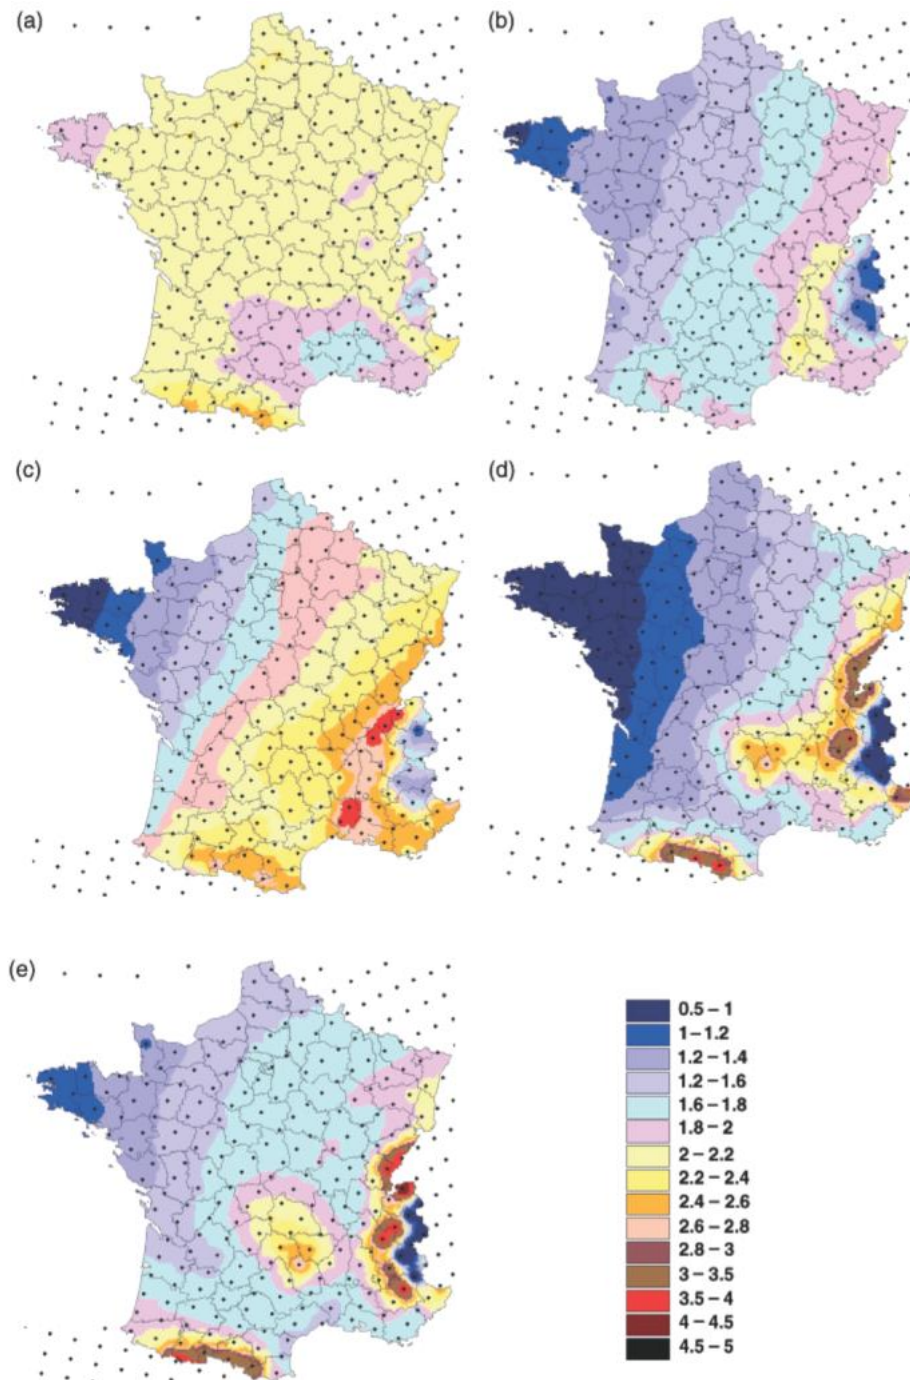 (a)
(b)
(c)
(d)
(e)
0.5 – 1
1 – 1.2
1.2 – 1.4
1.2 – 1.6
1.6 – 1.8
1.8 – 2
2 – 2.2
2.2 – 2.4
2.4 – 2.6
2.6 – 2.8
2.8 – 3
3 – 3.5
3.5 – 4
4 – 4.5
4.5 – 5